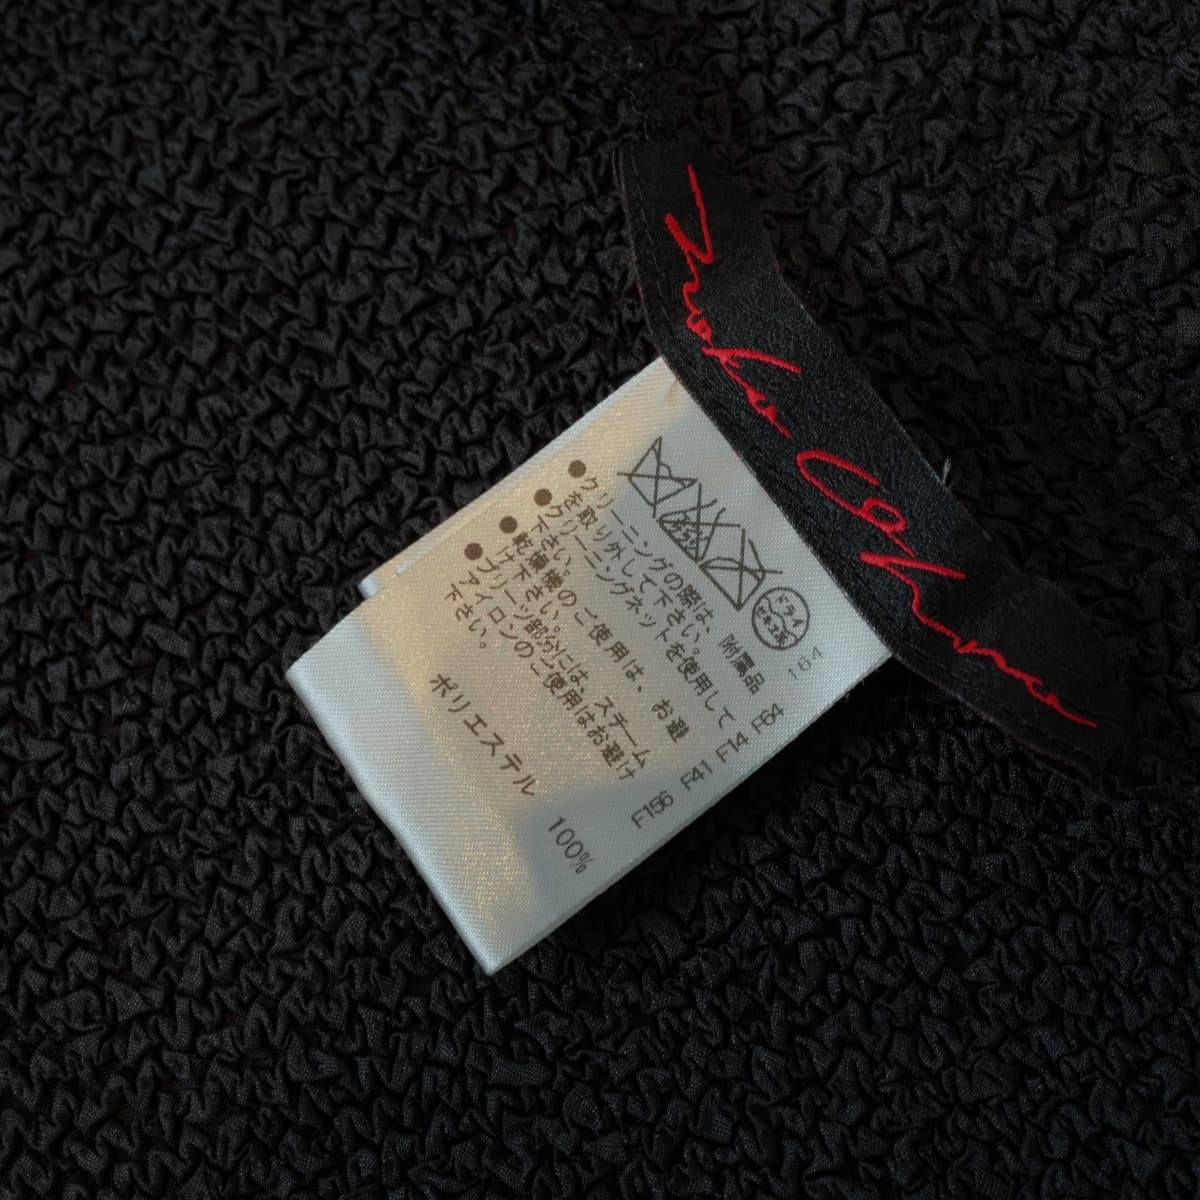 ドライ
セキユ系
164
●クリーニングの際は、附属品
を取り外して下さい。
●クリーニングネットを使用して
下さい。
●乾燥機のご使用は、お避
け下さい。
●プリーツ部分には、スチーム
アイロンのご使用はお避け
下さい。
ポリエステル 100%
F156 F41 F14 F64